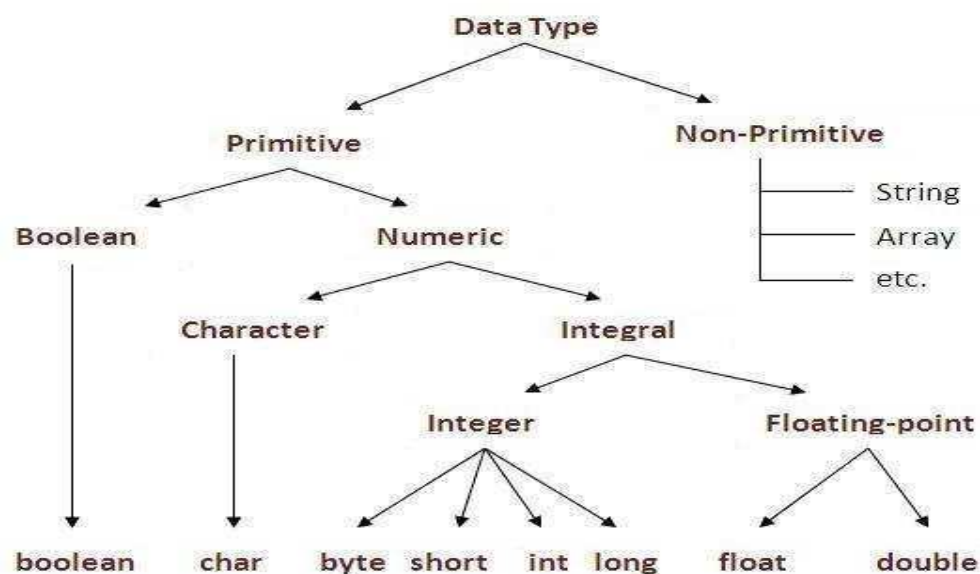 Data Type
Primitive
Non-Primitive
String
Boolean
Numeric
Array
etc.
Character
Integral
Integer
Floating-point
boolean
char
byte
short
int
long
float
double